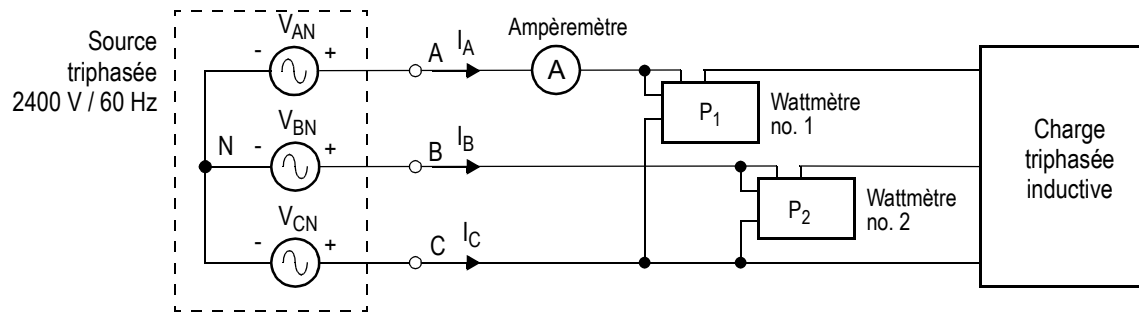 Source
triphasée
2400 V / 60 Hz
V_AN
- +
A
I_A
Ampèremètre
A
P_1
Wattmètre
no. 1
N
V_BN
- +
B
I_B
P_2
Wattmètre
no. 2
V_CN
- +
C
I_C
Charge
triphasée
inductive